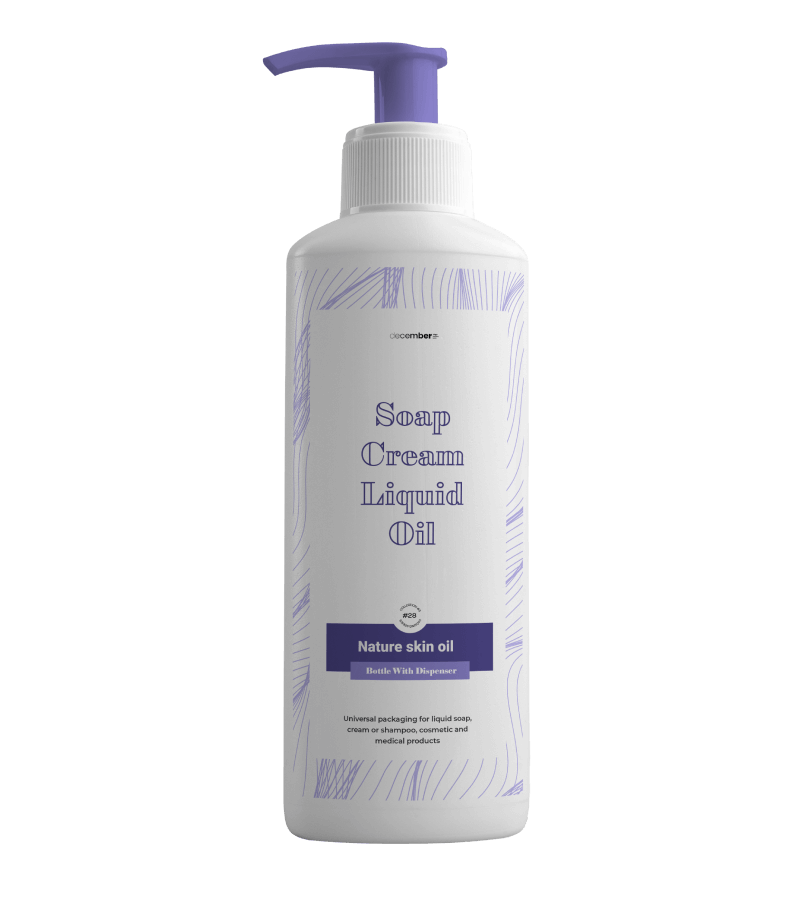 december
Soap
Cream
Liquid
Oil
#28
Nature skin oil
Bottle With Dispenser
Universal packaging for liquid soap,
cream or shampoo, cosmetic and
medical products